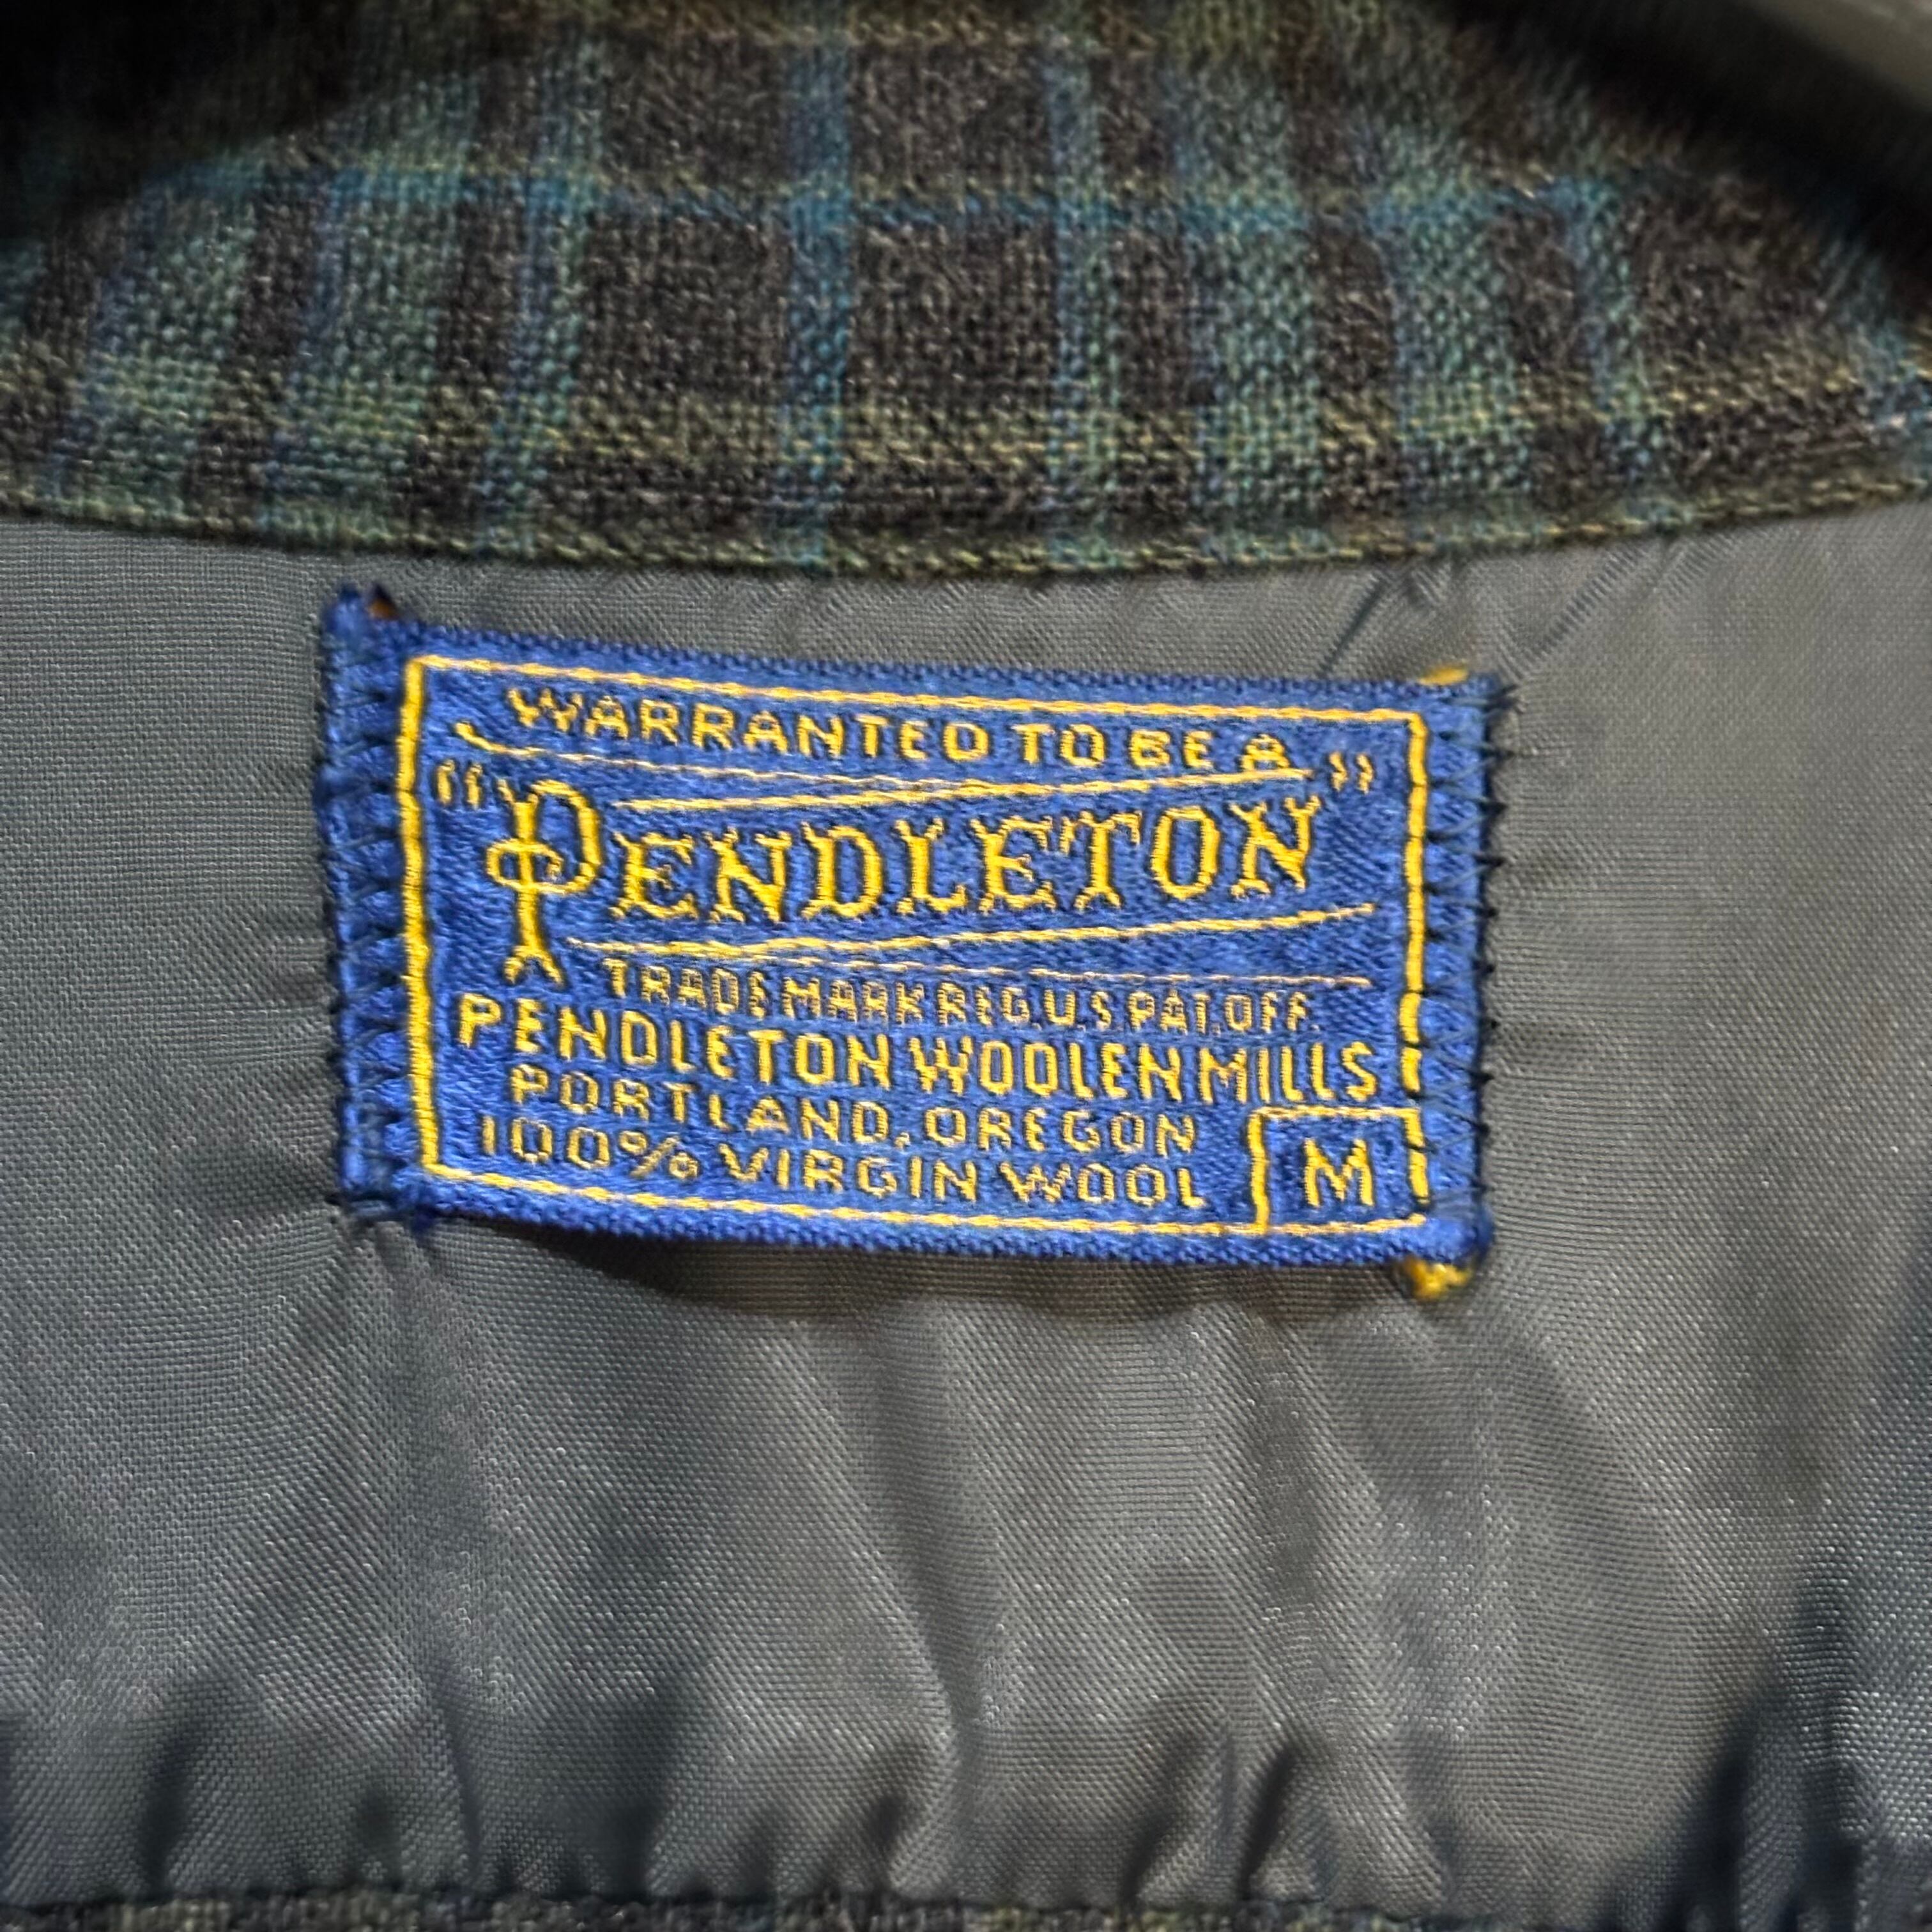 WARRANTED TO BE A
"PENDLETON"
TRADE MARK REG. U.S. PAT. OFF.
PENDLETON WOOLEN MILLS
PORTLAND, OREGON
100% VIRGIN WOOL
M